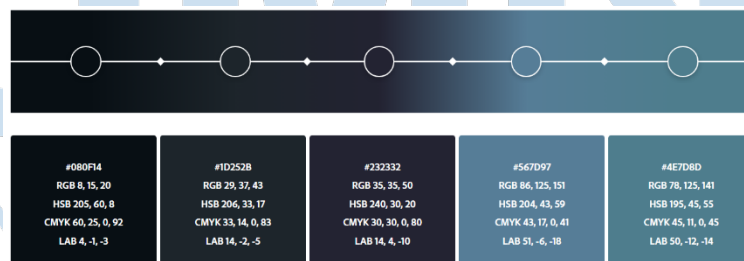 #080F14
RGB 8, 15, 20
HSB 205, 60, 8
CMYK 60, 25, 0, 92
LAB 4, -1, -3
#1D252B
RGB 29, 37, 43
HSB 206, 33, 17
CMYK 33, 14, 0, 83
LAB 14, -2, -5
#232332
RGB 35, 35, 50
HSB 240, 30, 20
CMYK 30, 30, 0, 80
LAB 14, 4, -10
#567D97
RGB 86, 125, 151
HSB 204, 43, 59
CMYK 43, 17, 0, 41
LAB 51, -6, -18
#4E7D8D
RGB 78, 125, 141
HSB 195, 45, 55
CMYK 45, 11, 0, 45
LAB 50, -12, -14